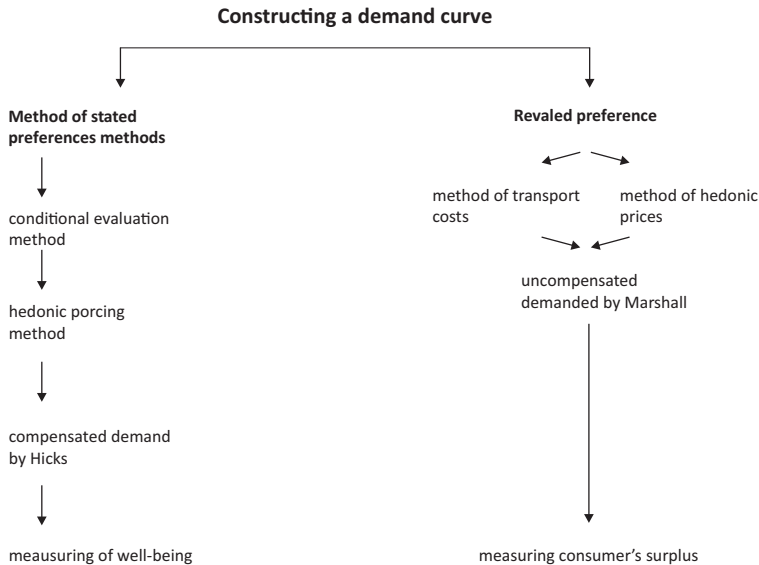 Constructing a demand curve
Method of stated
preferences methods
conditional evaluation
method
hedonic porcing
method
compensated demand
by Hicks
meausuring of well-being
Revaled preference
method of transport
costs
method of hedonic
prices
uncompensated
demanded by Marshall
measuring consumer's surplus